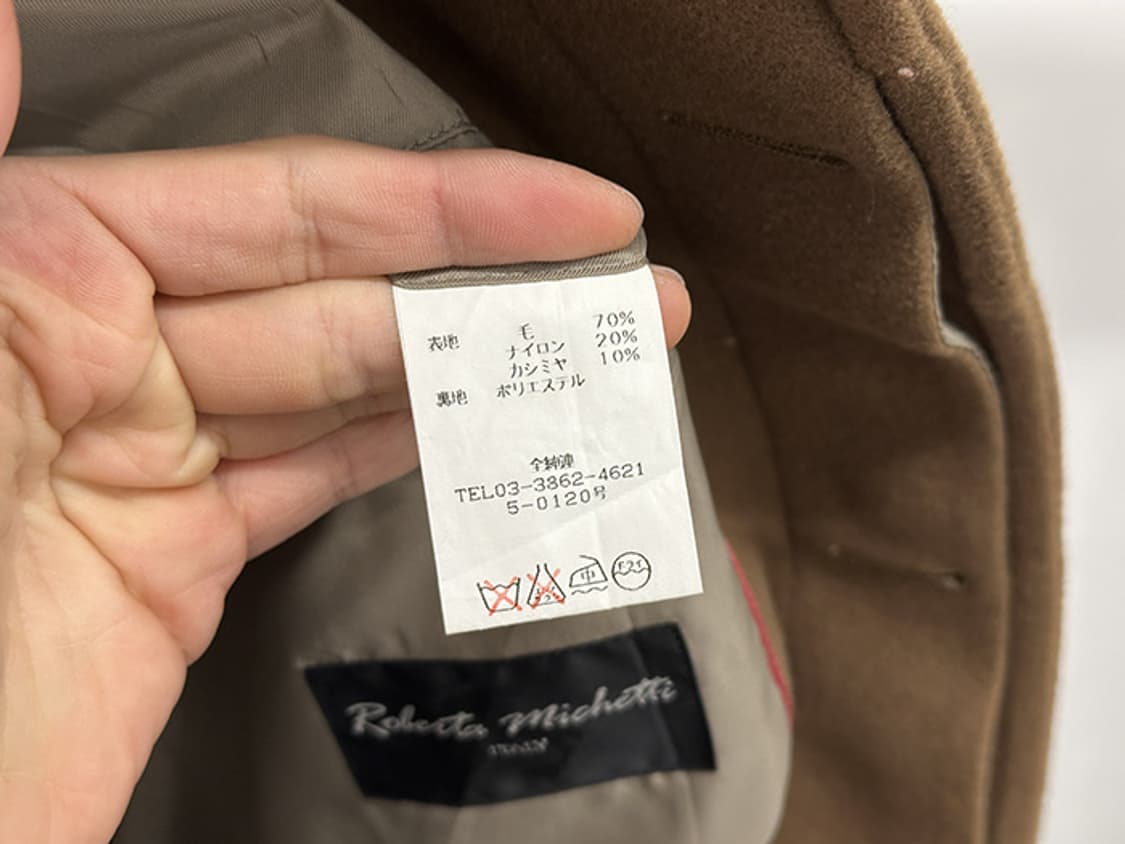 表地 毛 70%
ナイロン 20%
カシミヤ 10%
裏地 ポリエステル
全紳連
TEL03-3862-4621
5-0120号
中 ドライ
Roberta Michetti